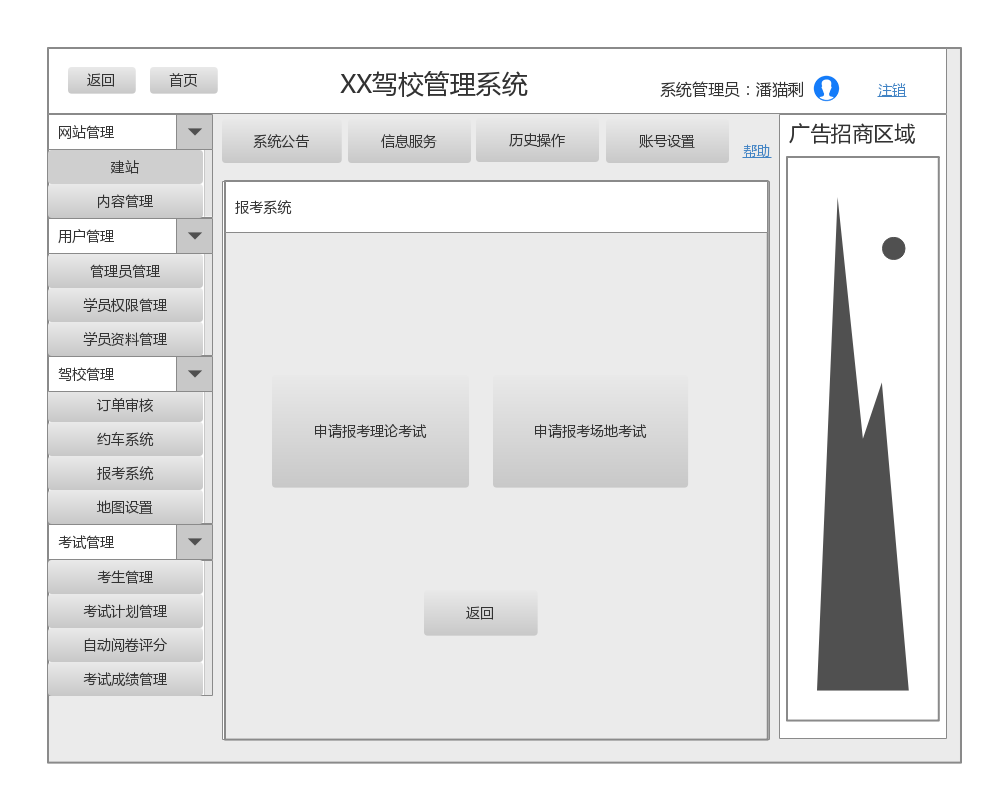 返回
首页
XX驾校管理系统
系统管理员：潘猫剩
注销
网站管理
建站
内容管理
用户管理
管理员管理
学员权限管理
学员资料管理
驾校管理
订单审核
约车系统
报考系统
地图设置
考试管理
考生管理
考试计划管理
自动阅卷评分
考试成绩管理
系统公告
信息服务
历史操作
账号设置
帮助
报考系统
申请报考理论考试
申请报考场地考试
返回
广告招商区域